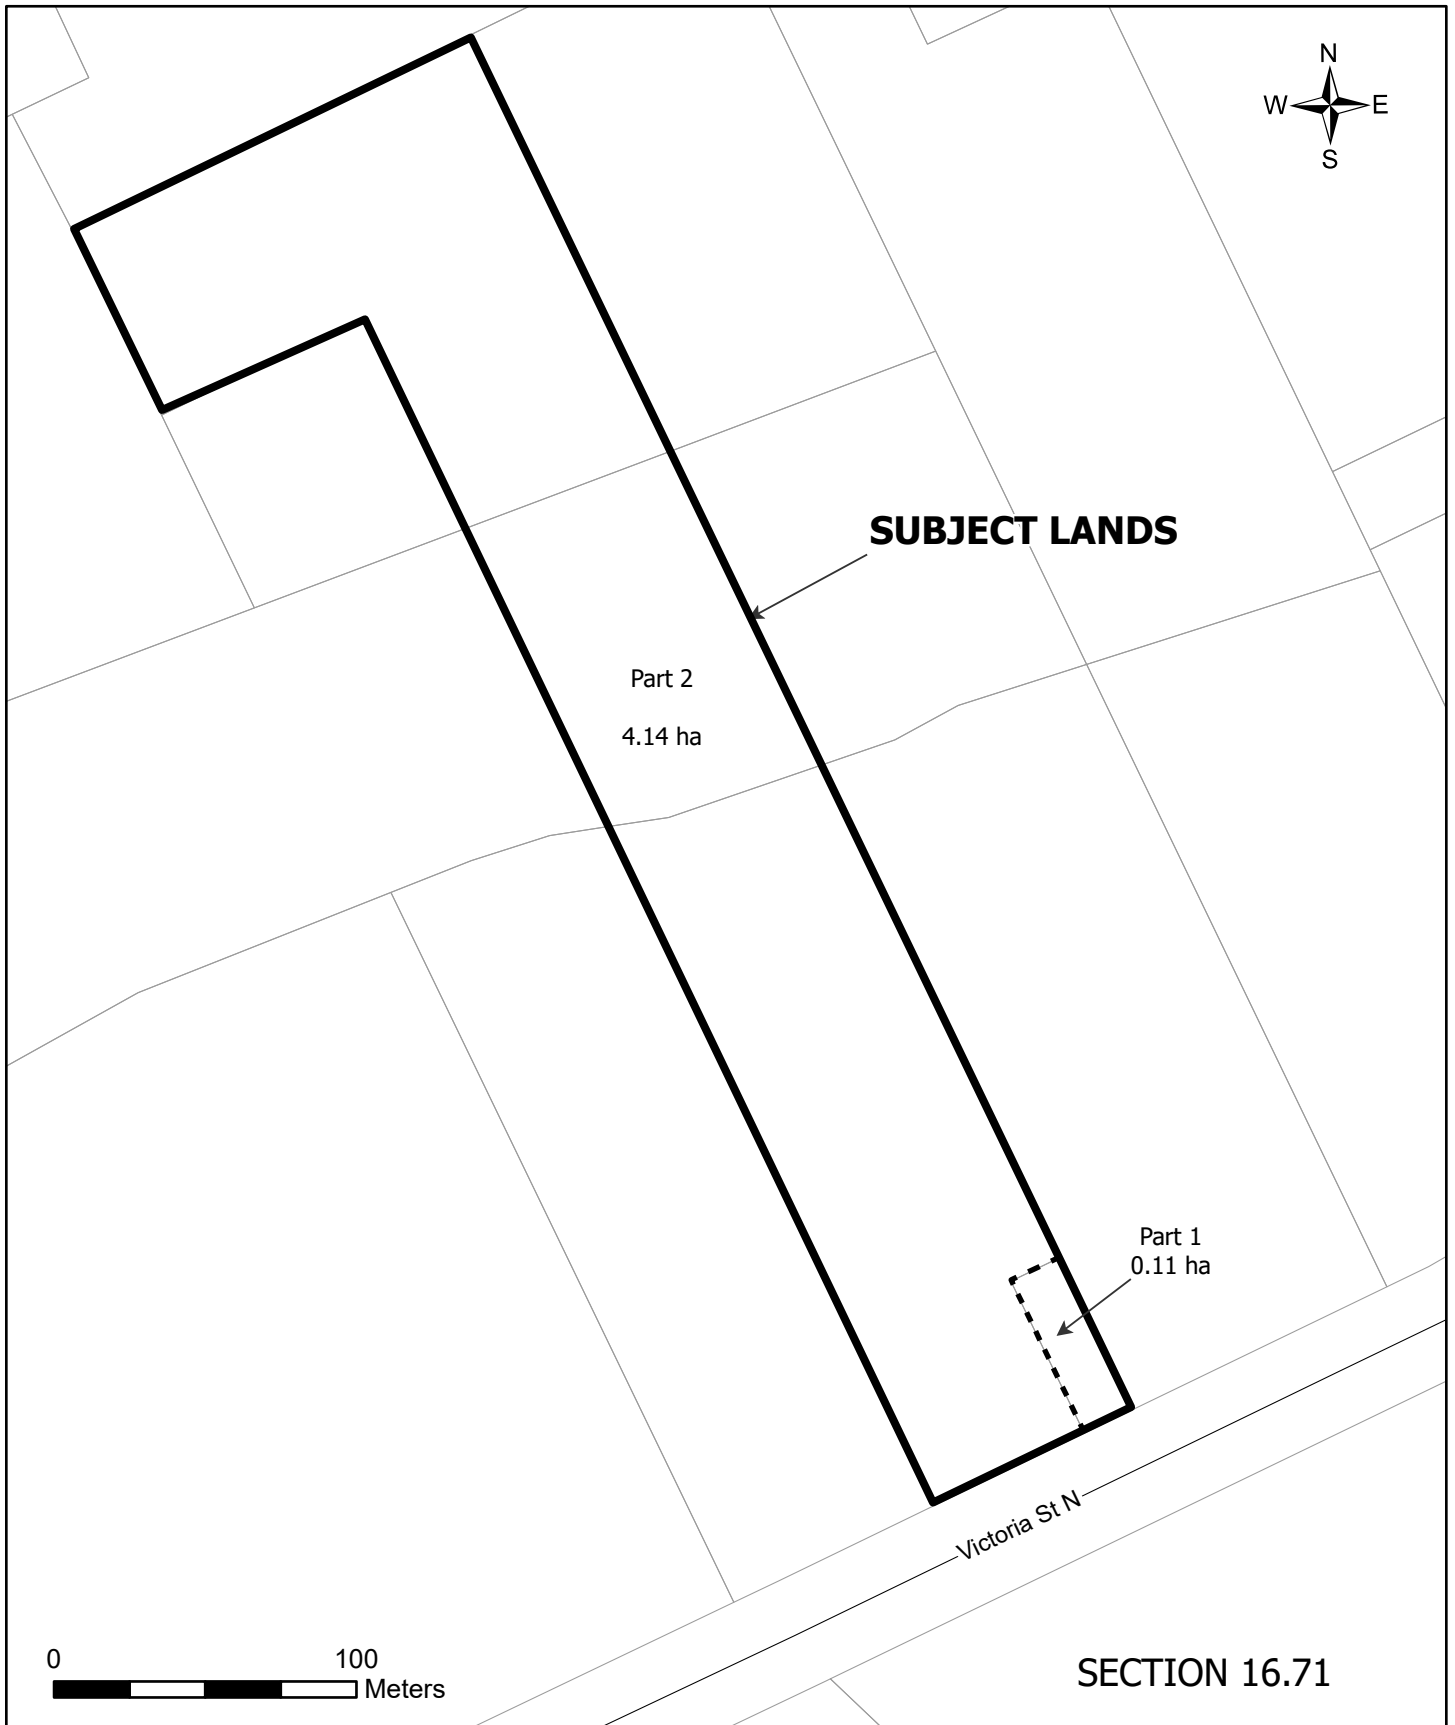 N
W E
S
SUBJECT LANDS
Part 2
4.14 ha
Part 1
0.11 ha
Victoria St N
0 100
Meters
SECTION 16.71